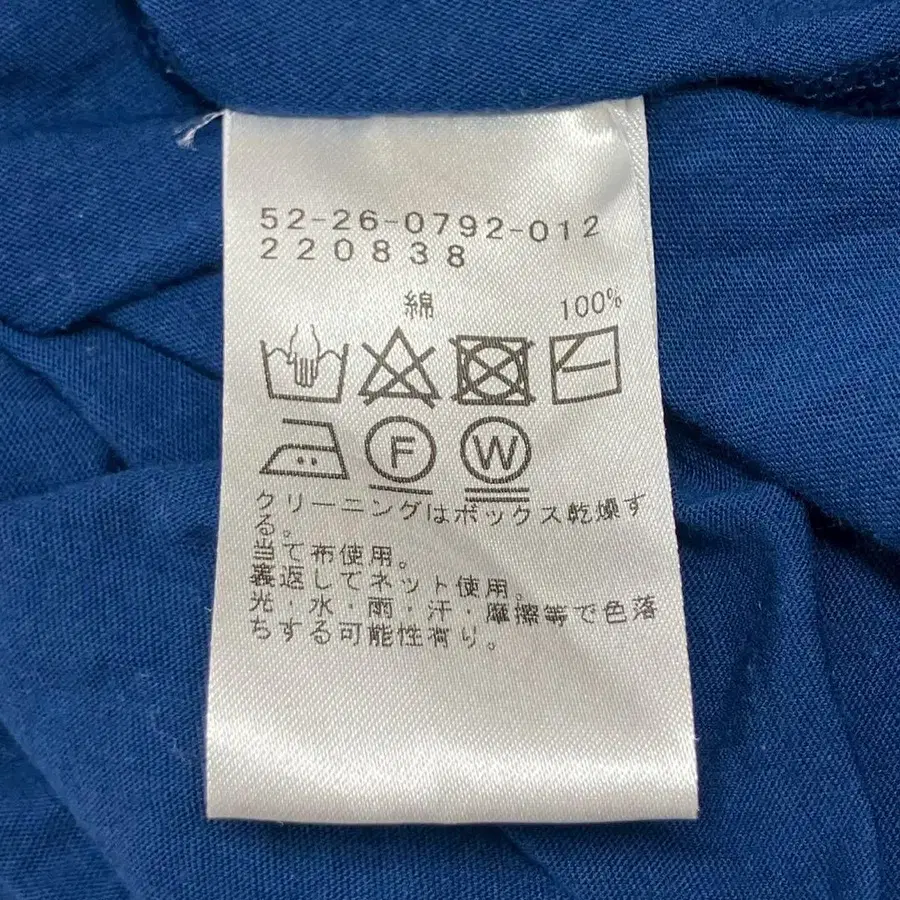 52-26-0792-012
220838
綿 100%
F W
クリーニングはボックス乾燥す
る。
当て布使用。
裏返してネット使用。
光・水・雨・汗・摩擦等で色落
ちする可能性有り。